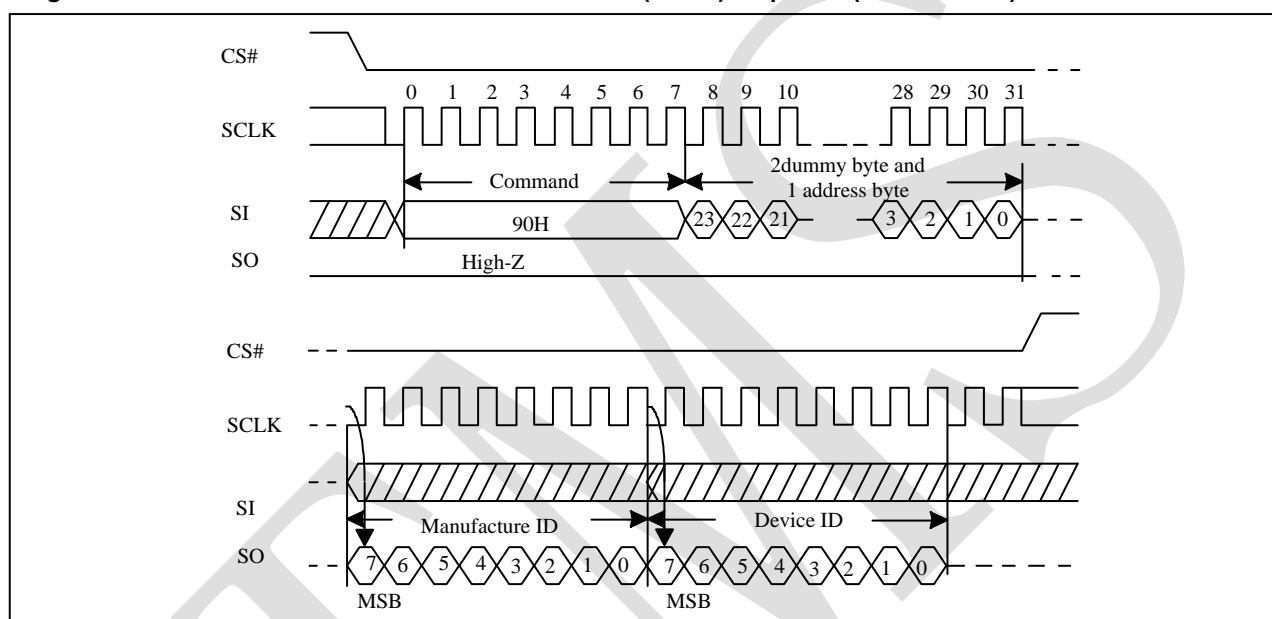 CS#
0 1 2 3 4 5 6 7 8 9 10 28 29 30 31
SCLK
Command
2dummy byte and
1 address byte
SI
90H
23 22 21 3 2 1 0
SO
High-Z
CS#
SCLK
SI
Manufacture ID
Device ID
SO
7 6 5 4 3 2 1 0 7 6 5 4 3 2 1 0
MSB
MSB